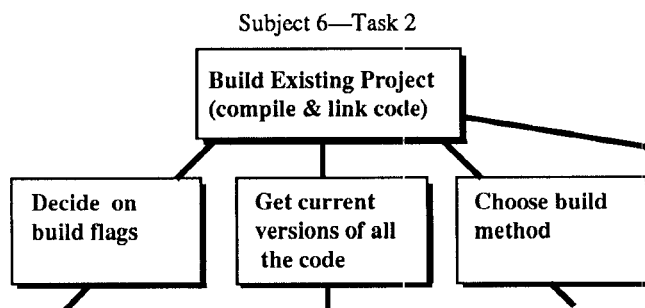 Subject 6—Task 2
Build Existing Project
(compile & link code)
Decide on
build flags
Get current
versions of all
the code
Choose build
method